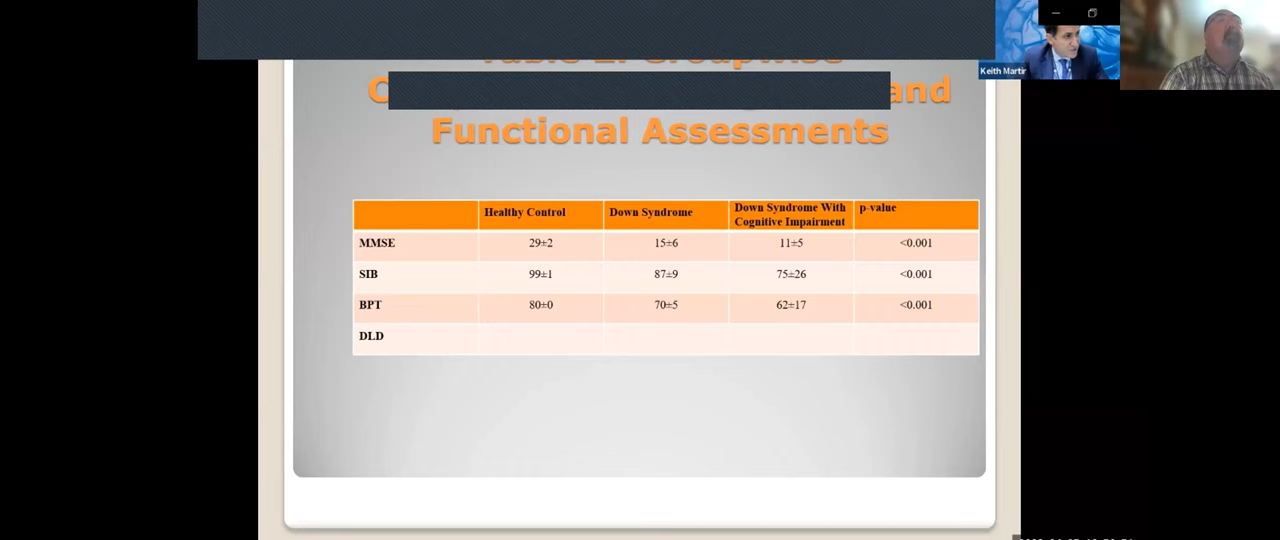 and
Functional Assessments
Healthy Control Down Syndrome Down Syndrome With Cognitive Impairment p-value
MMSE 29±2 15±6 11±5 <0.001
SIB 99±1 87±9 75±26 <0.001
BPT 80±0 70±5 62±17 <0.001
DLD
Keith Martir